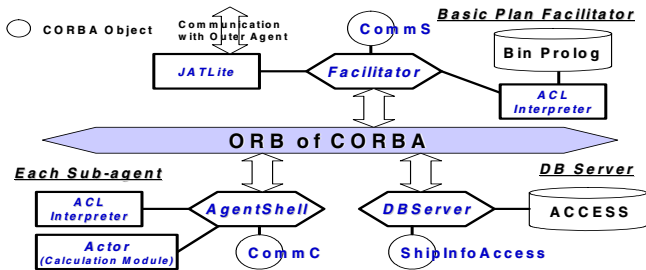 Basic Plan Facilitator
CORBA Object
Communication
with Outer Agent
CommS
JATLite
Facilitator
Bin Prolog
ACL
Interpreter
ORB of CORBA
Each Sub-agent
DB Server
ACL
Interpreter
AgentShell
DBServer
ACCESS
Actor
(Calculation Module)
CommC
ShipInfoAccess